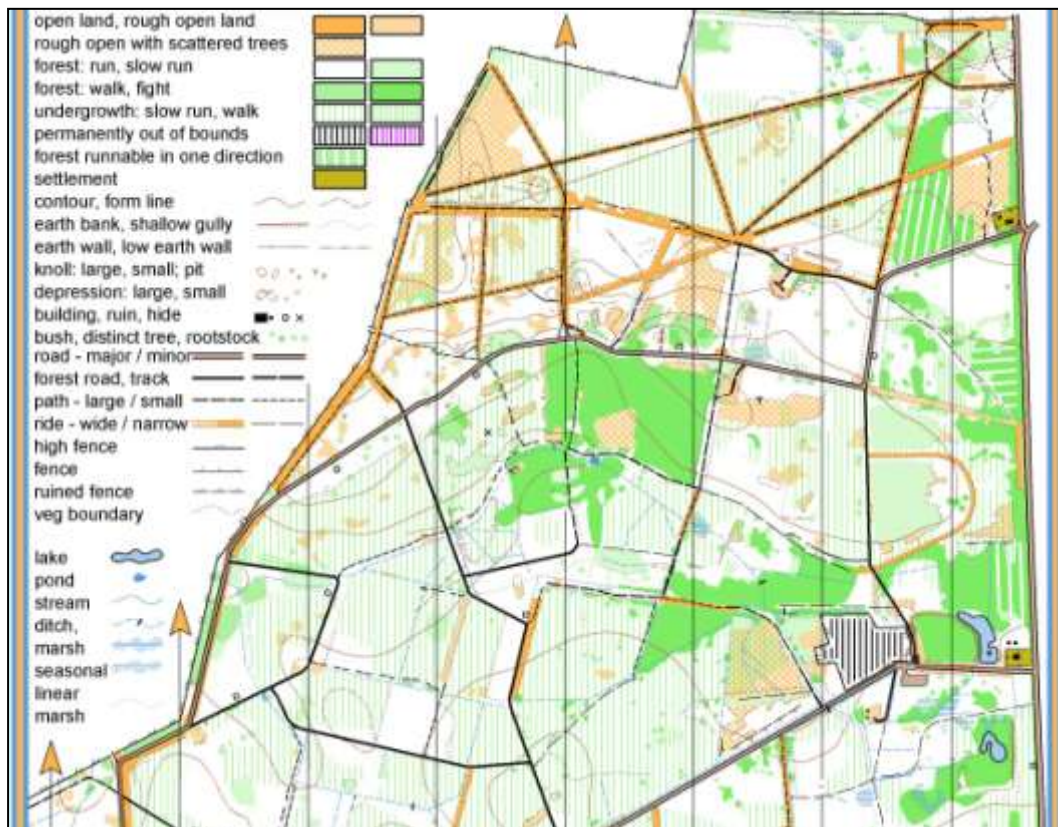 open land, rough open land
rough open with scattered trees
forest: run, slow run
forest: walk, fight
undergrowth: slow run, walk
permanently out of bounds
forest runnable in one direction
settlement
contour, form line
earth bank, shallow gully
earth wall, low earth wall
knoll: large, small; pit
depression: large, small
building, ruin, hide
bush, distinct tree, rootstock
road - major / minor
forest road, track
path - large / small
ride - wide / narrow
high fence
fence
ruined fence
veg boundary
lake
pond
stream
ditch,
marsh
seasonal
linear
marsh